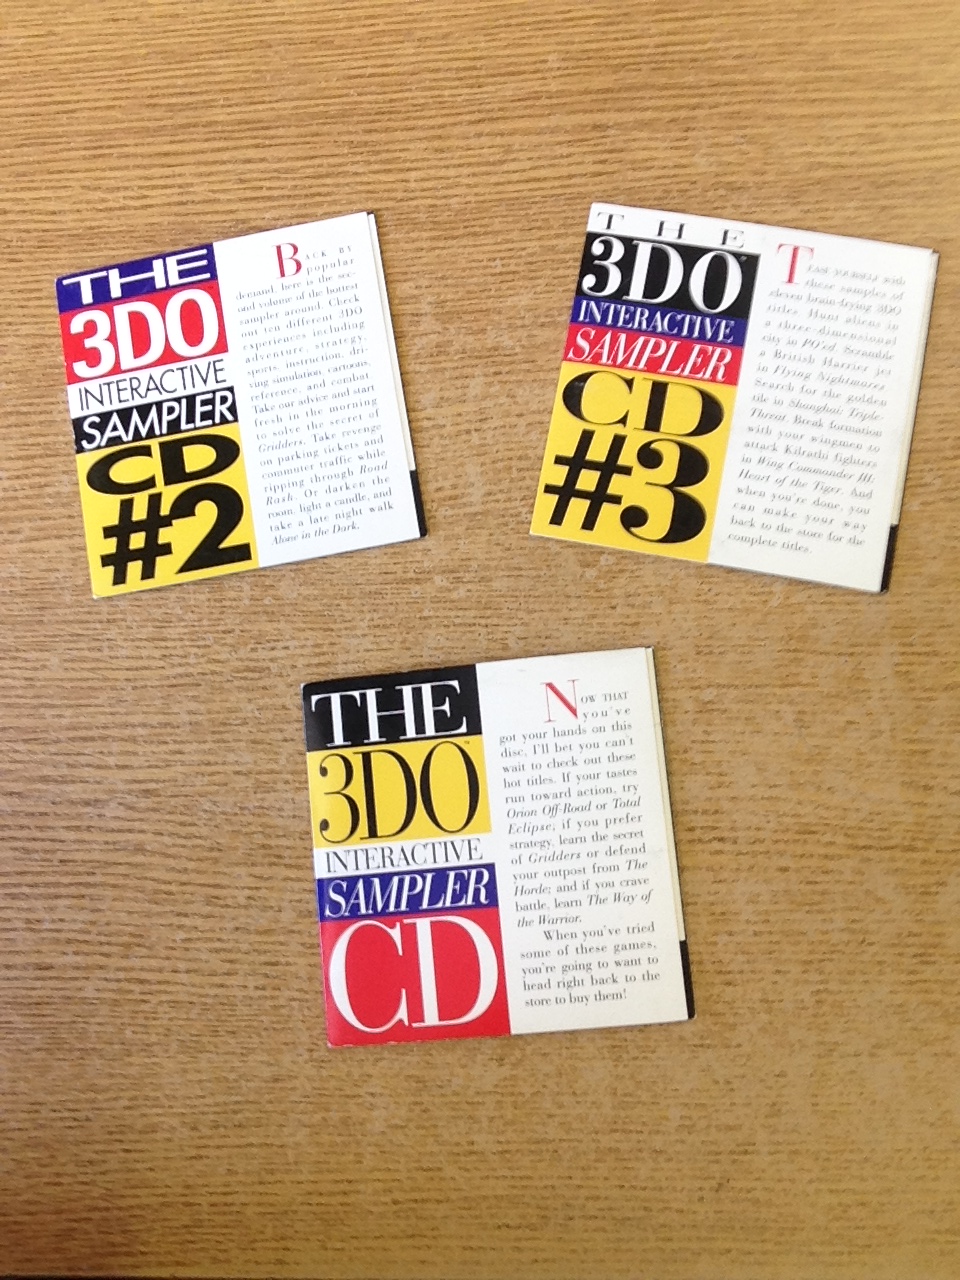 THE
3DO
INTERACTIVE
SAMPLER
CD
#2
BACK BY
popular
demand, here is the sec-
ond volume of the hottest
sampler around. Check
out ten different 3DO
experiences including
adventure, strategy,
sports, instruction, dri-
ving simulation, cartoons,
reference, and combat.
Take our advice and start
fresh in the morning
to solve the secret of
Gridders. Take revenge
on parking tickets and
commuter traffic while
ripping through Road
Rash. Or darken the
room, light a candle, and
take a late night walk
Alone in the Dark.
THE
3DO™
INTERACTIVE
SAMPLER
CD
#3
TEASE YOURSELF with
these samples of
eleven brain-frying 3DO
titles. Hunt aliens in
a three-dimensional
city in PO'ed. Scramble
a British Harrier jet
in Flying Nightmares.
Search for the golden
tile in Shanghai: Triple-
Threat. Break formation
with your wingmen to
attack Kilrathi fighters
in Wing Commander III:
Heart of the Tiger. And
when you're done, you
can make your way
back to the store for the
complete titles.
THE
3DO™
INTERACTIVE
SAMPLER
CD
NOW THAT
you've
got your hands on this
disc, I'll bet you can't
wait to check out these
hot titles. If your tastes
run toward action, try
Orion Off-Road or Total
Eclipse; if you prefer
strategy, learn the secret
of Gridders or defend
your outpost from The
Horde; and if you crave
battle, learn The Way of
the Warrior.
When you've tried
some of these games,
you're going to want to
head right back to the
store to buy them!